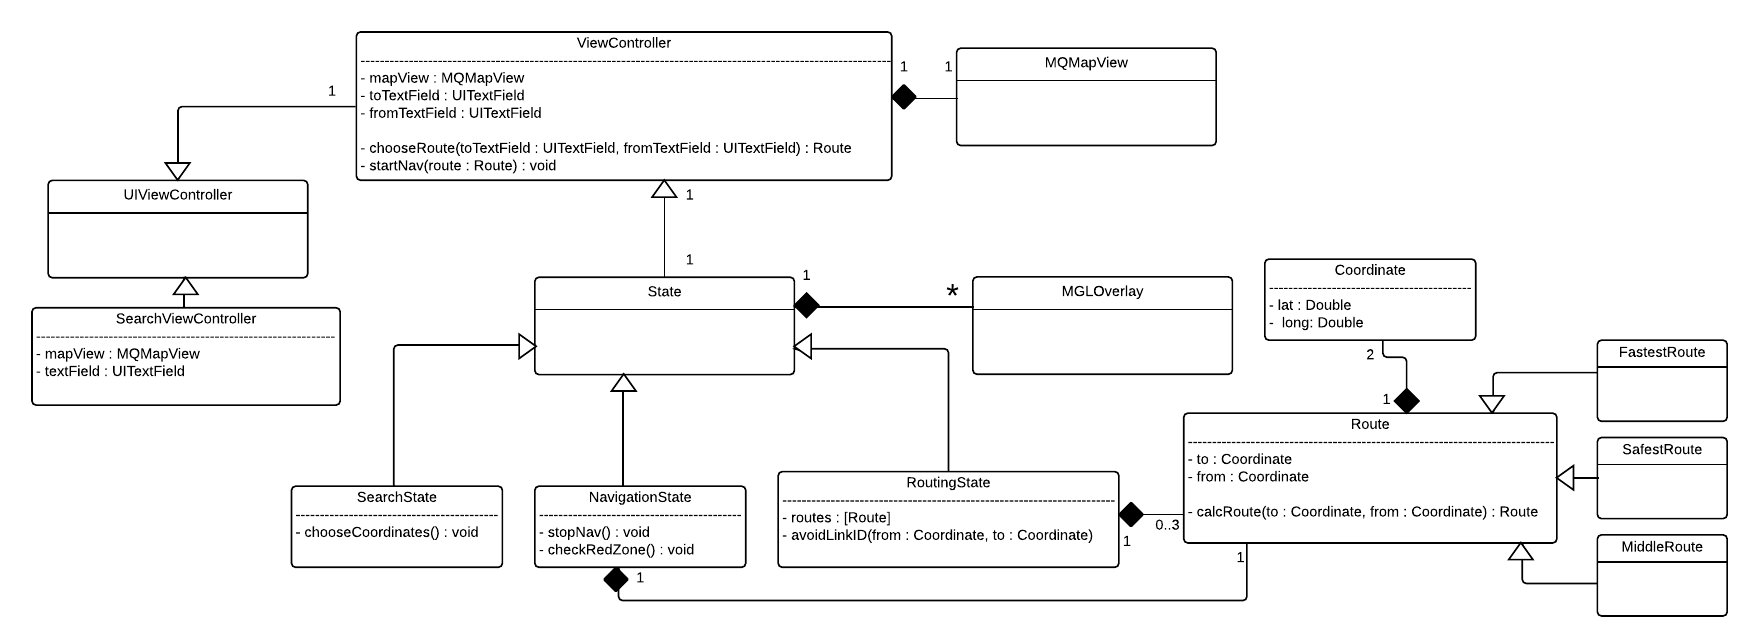 ViewController
- mapView : MQMapView
- toTextField : UITextField
- fromTextField : UITextField
- chooseRoute(toTextField : UITextField, fromTextField : UITextField) : Route
- startNav(route : Route) : void
1
1
1
MQMapView
UIViewController
1
1
SearchViewController
- mapView : MQMapView
- textField : UITextField
State
1
*
MGLOverlay
Coordinate
- lat : Double
-  long: Double
2
1
FastestRoute
SafestRoute
MiddleRoute
Route
- to : Coordinate
- from : Coordinate
- calcRoute(to : Coordinate, from : Coordinate) : Route
1
SearchState
- chooseCoordinates() : void
NavigationState
- stopNav() : void
- checkRedZone() : void
1
RoutingState
- routes : [Route]
- avoidLinkID(from : Coordinate, to : Coordinate)
1
0..3